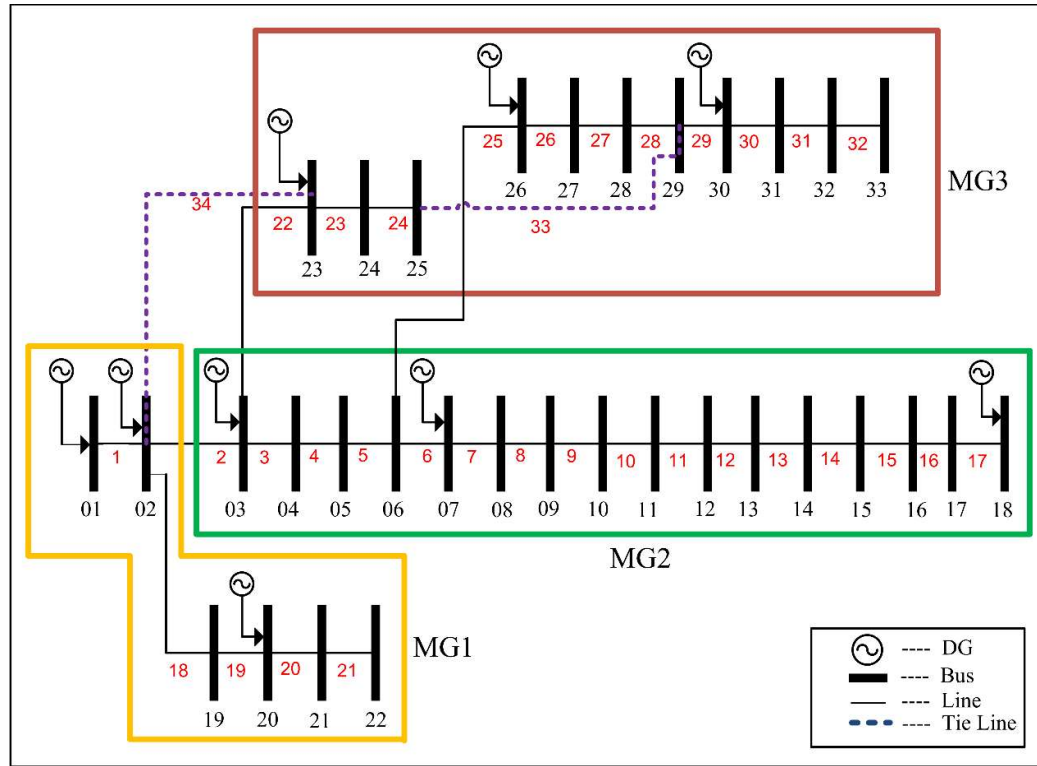 25 26 27 28 29 30 31 32
26 27 28 29 30 31 32 33
MG3
34
22 23 24
33
23 24 25
1 2 3 4 5 6 7 8 9 10 11 12 13 14 15 16 17
01 02 03 04 05 06 07 08 09 10 11 12 13 14 15 16 17 18
MG2
MG1
18 19 20 21
19 20 21 22
---- DG
---- Bus
---- Line
---- Tie Line